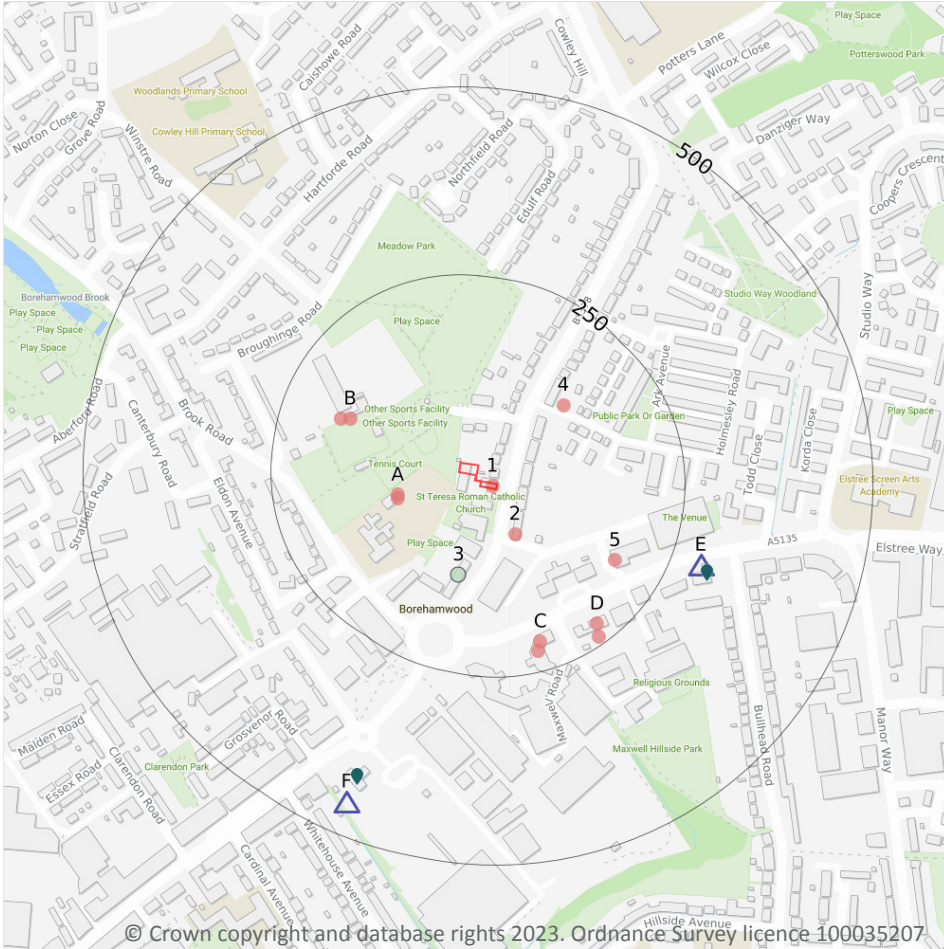 Play Space
Potters Lane
Wilcox Close
Potterswood Park
Cowley Hill
Caishowe Road
Woodlands Primary School
Norton Close
Grove Road
Cowley Hill Primary School
Winstre Road
Hartforde Road
Northfield Road
Edulf Road
Danziger Way
500
Coopers Crescent
Meadow Park
Borehamwood Brook
Play Space
Play Space
Play Space
Studio Way Woodland
Studio Way
250
Play Space
Broughinge Road
Aberford Road
Canterbury Road
Brook Road
B
Other Sports Facility
Other Sports Facility
4
Public Park Or Garden
Ark Avenue
Holmesley Road
Todd Close
Korda Close
Play Space
Tennis Court
1
A
St Teresa Roman Catholic
Church
Elstree Screen Arts
Academy
Stratfield Road
Eldon Avenue
2
The Venue
Play Space
3
5
E
A5135
Elstree Way
Borehamwood
C
D
Maxwell Road
Religious Grounds
Maxwell Hillside Park
Bullhead Road
Manor Way
Maiden Road
Essex Road
Clarendon Road
Clarendon Park
Grosvenor Road
F
Whitehouse Avenue
Cardinal Avenue
Hillside Avenue
© Crown copyright and database rights 2023. Ordnance Survey licence 100035207